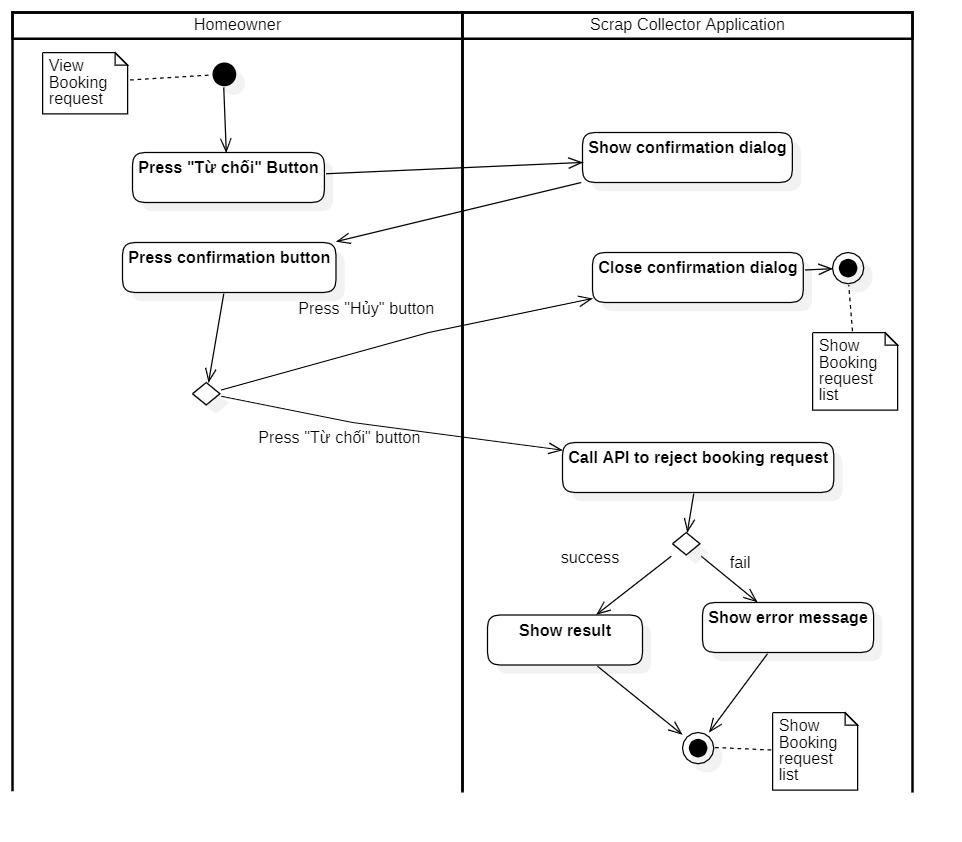 Homeowner
Scrap Collector Application
View
Booking
request
Press "Từ chối" Button
Show confirmation dialog
Press confirmation button
Close confirmation dialog
Press "Hủy" button
Show
Booking
request
list
Press "Từ chối" button
Call API to reject booking request
success
fail
Show result
Show error message
Show
Booking
request
list